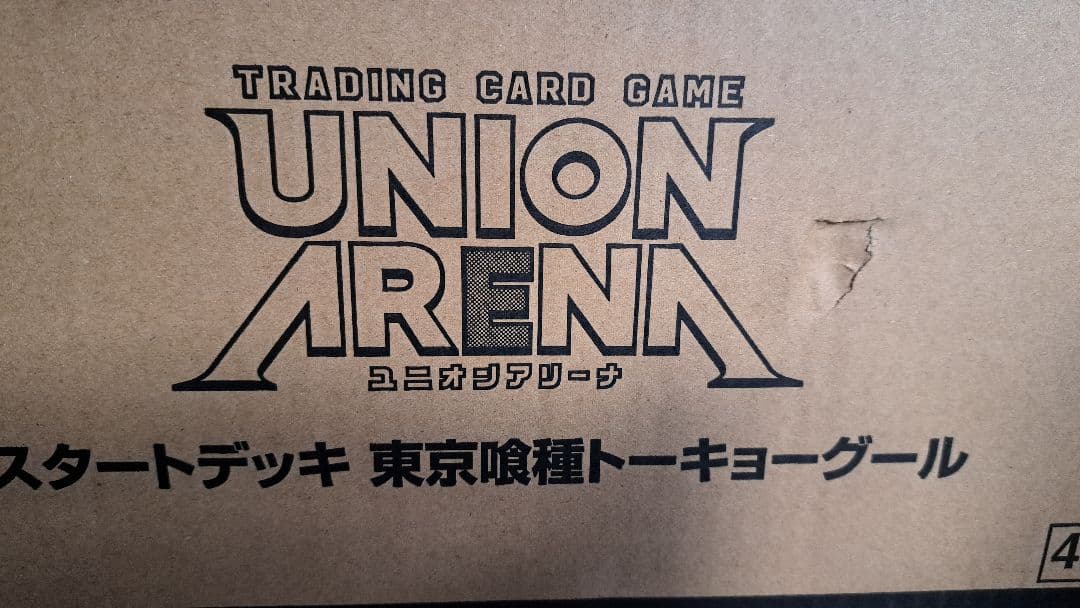 TRADING CARD GAME
UNION
ARENA
ユニオンアリーナ
スタートデッキ 東京喰種トーキョーグール
4